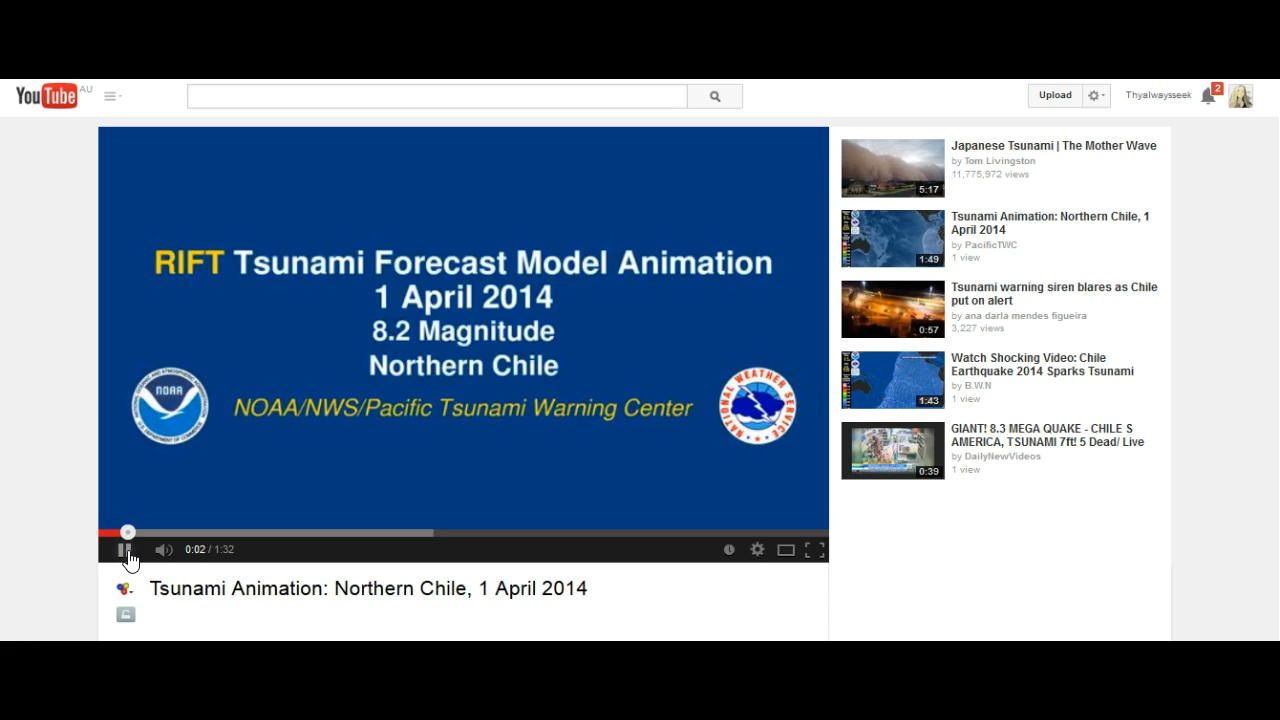 YouTube AU
Upload
Thyalwaysseek
2
RIFT Tsunami Forecast Model Animation
1 April 2014
8.2 Magnitude
Northern Chile
NOAA/NWS/Pacific Tsunami Warning Center
NOAA
NATIONAL WEATHER SERVICE
0:02 / 1:32
Tsunami Animation: Northern Chile, 1 April 2014
Japanese Tsunami | The Mother Wave
by Tom Livingston
11,775,972 views
5:17
Tsunami Animation: Northern Chile, 1
April 2014
by PacificTWC
1 view
1:49
Tsunami warning siren blares as Chile
put on alert
by ana darla mendes figueira
3,227 views
0:57
Watch Shocking Video: Chile
Earthquake 2014 Sparks Tsunami
by B.W.N
1 view
1:43
GIANT! 8.3 MEGA QUAKE - CHILE S
AMERICA, TSUNAMI 7ft! 5 Dead/ Live
by DailyNewVideos
1 view
0:39